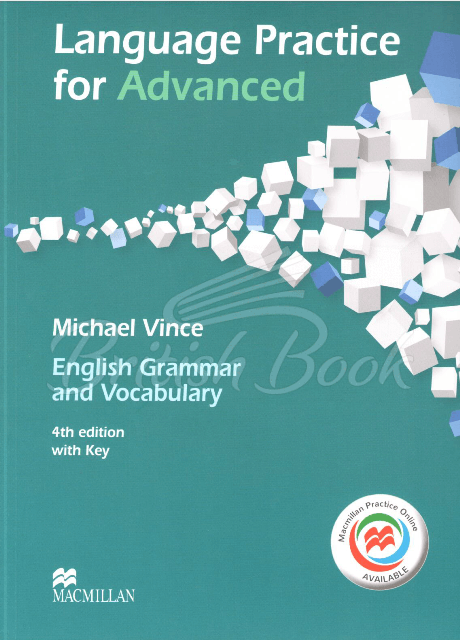 Language Practice
for Advanced
Michael Vince
English Grammar
and Vocabulary
British Book
4th edition
with Key
Macmillan Practice Online
AVAILABLE
MACMILLAN